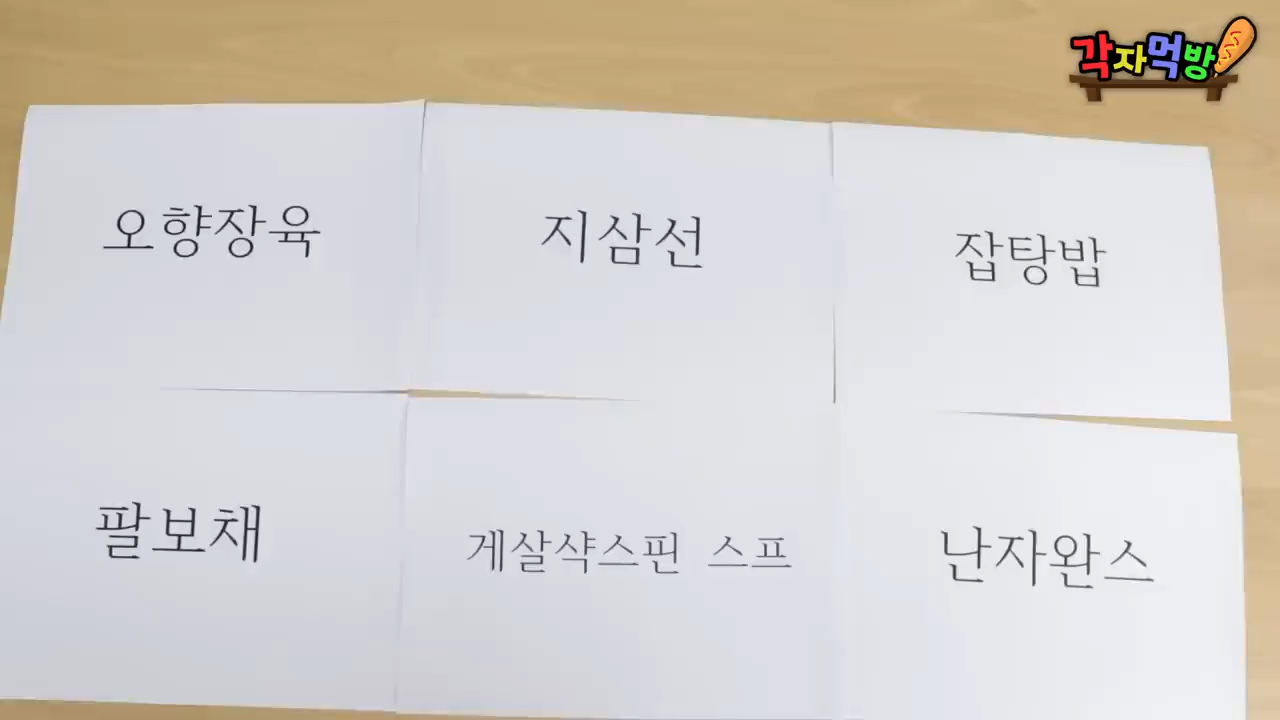 각자먹방
오향장육
지삼선
잡탕밥
팔보채
게살샥스핀 스프
난자완스